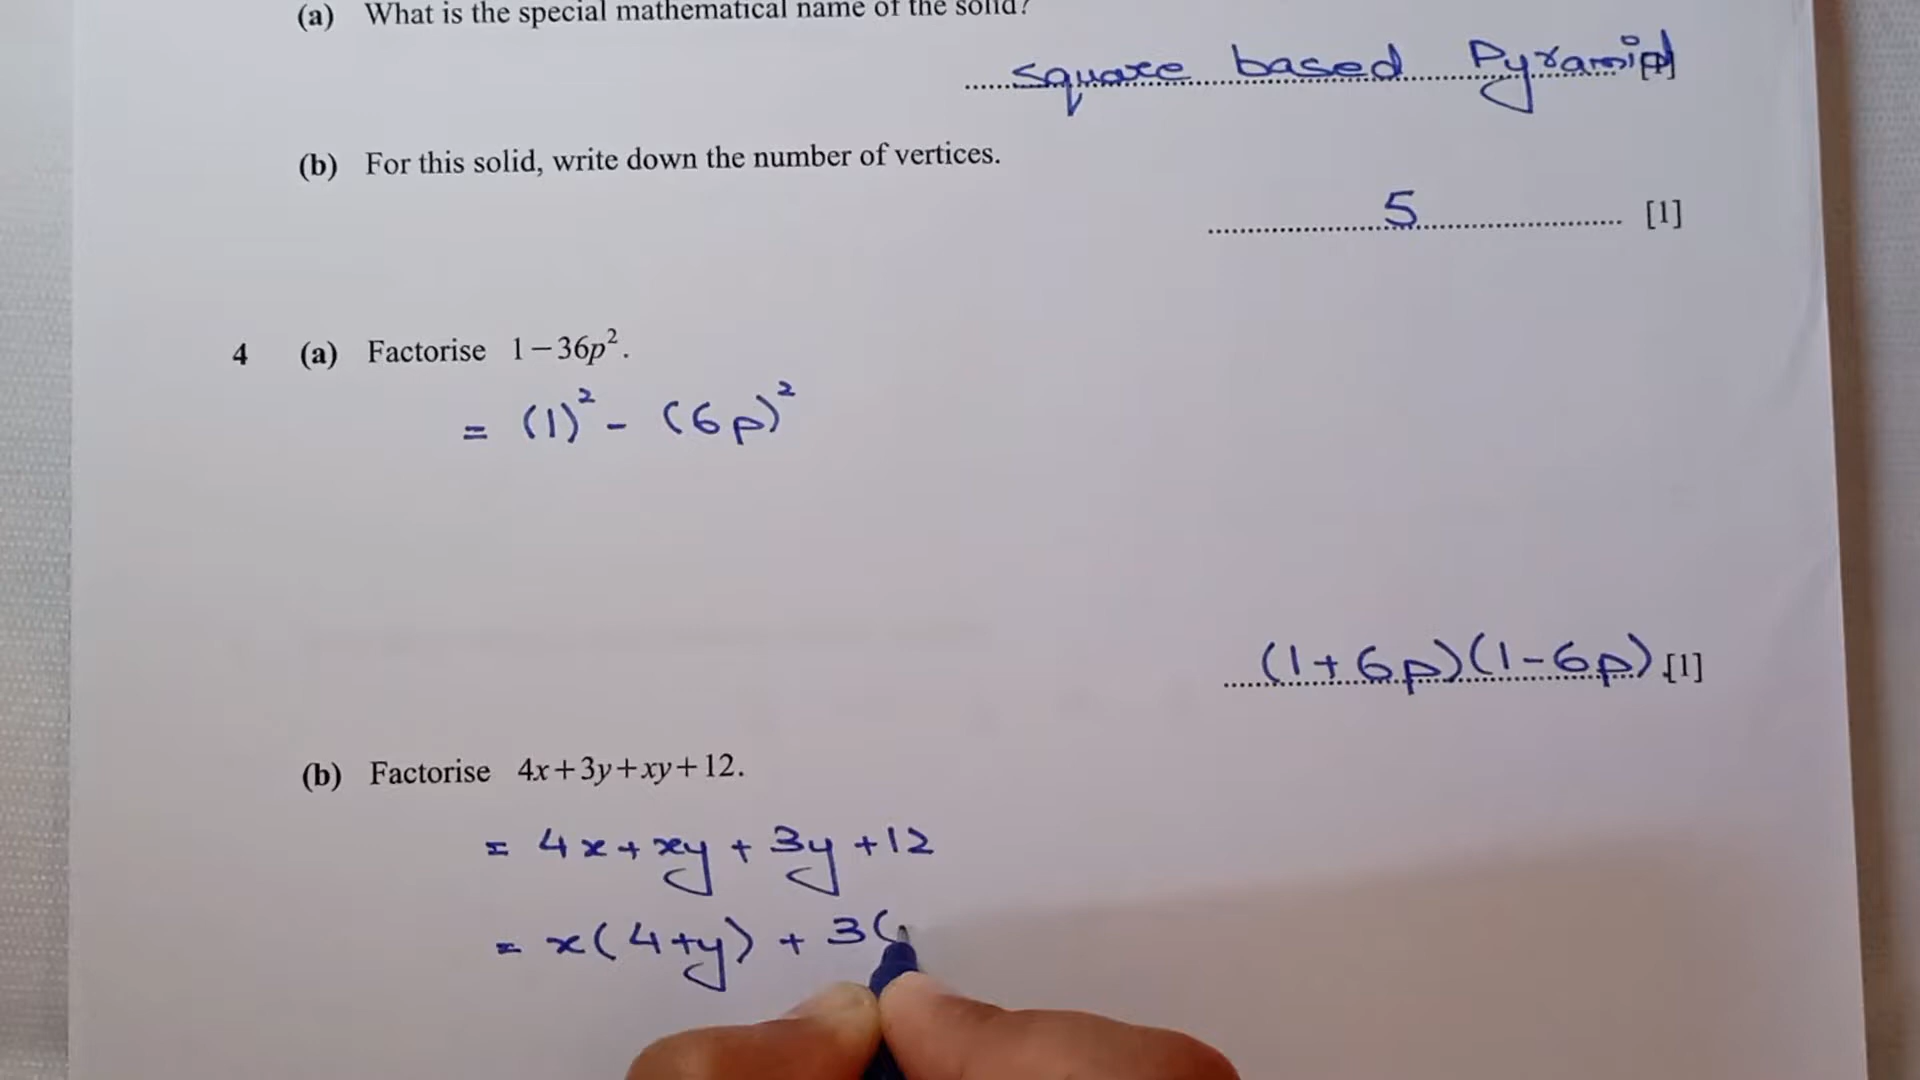 (a) What is the special mathematical name of the solid?
square based Pyramid [1]
(b) For this solid, write down the number of vertices.
5 [1]
4 (a) Factorise 1−36p².
= (1)² - (6p)²
(1+6p)(1-6p) [1]
(b) Factorise 4x+3y+xy+12.
= 4x+xy+3y+12
= x(4+y) + 3(